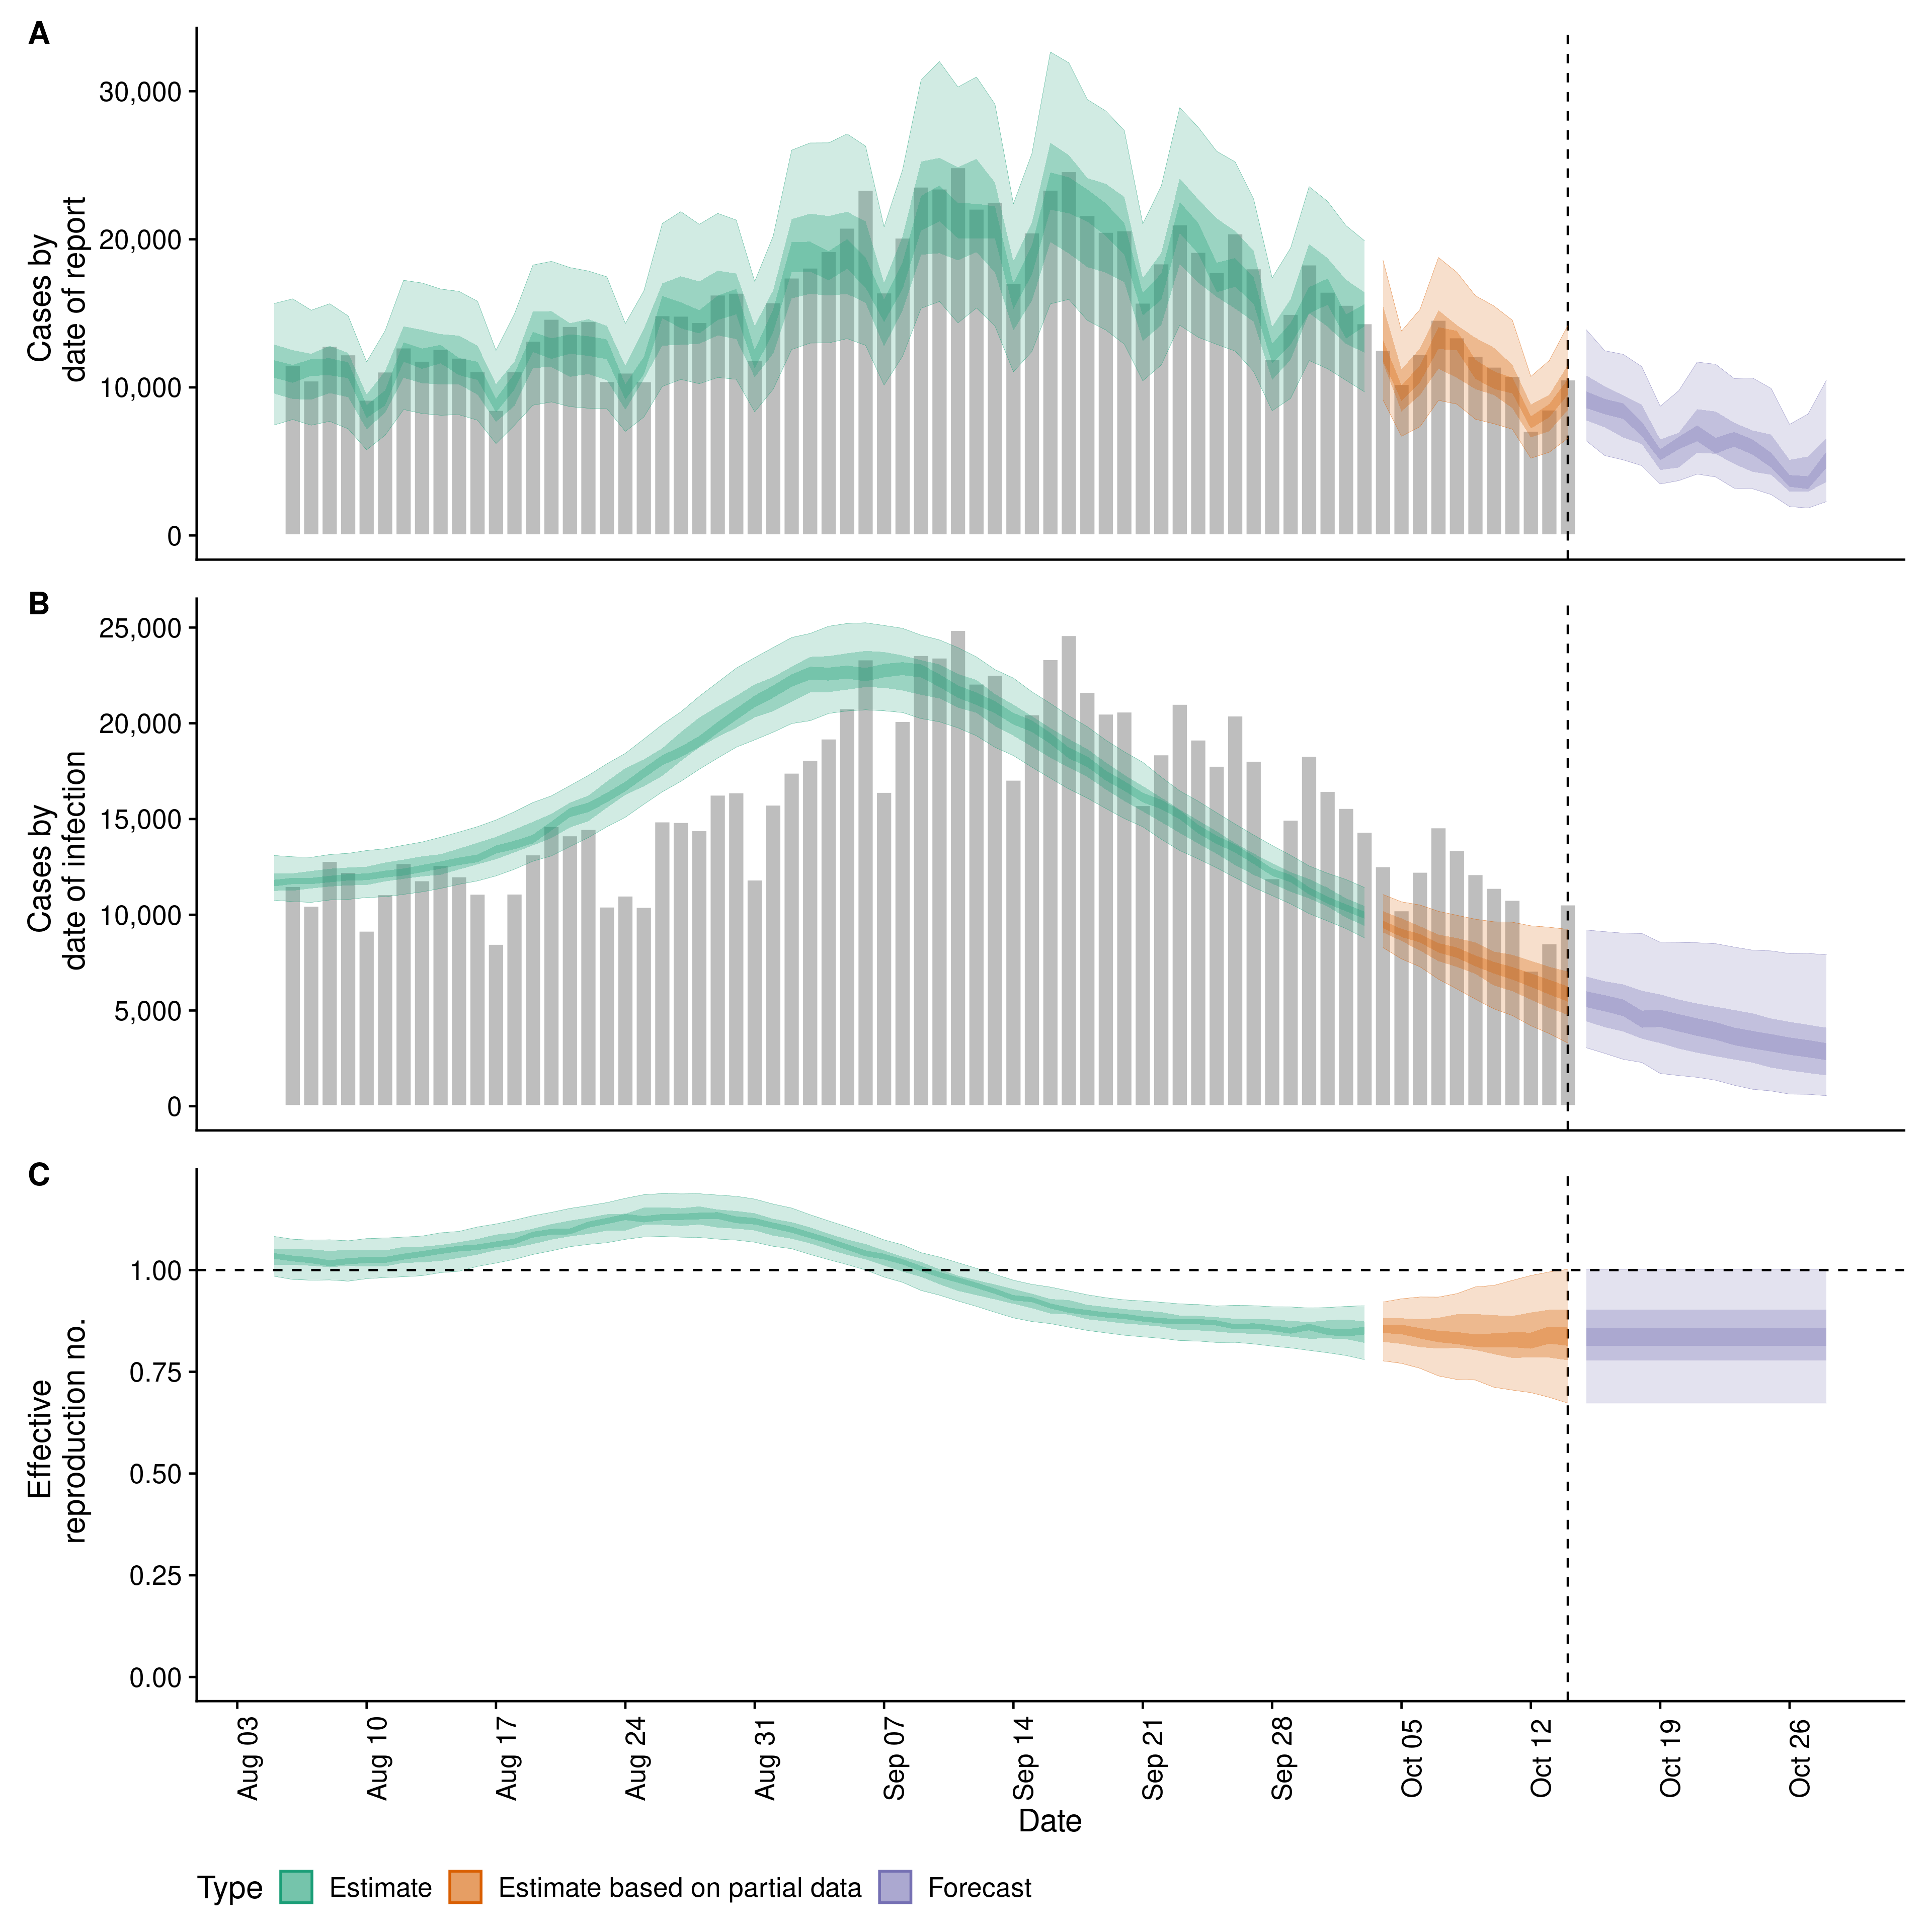 A
Cases by
date of report
30,000
20,000
10,000
0
B
Cases by
date of infection
25,000
20,000
15,000
10,000
5,000
0
C
Effective
reproduction no.
1.00
0.75
0.50
0.25
0.00
Aug 03
Aug 10
Aug 17
Aug 24
Aug 31
Sep 07
Sep 14
Sep 21
Sep 28
Oct 05
Oct 12
Oct 19
Oct 26
Date
Type Estimate Estimate based on partial data Forecast